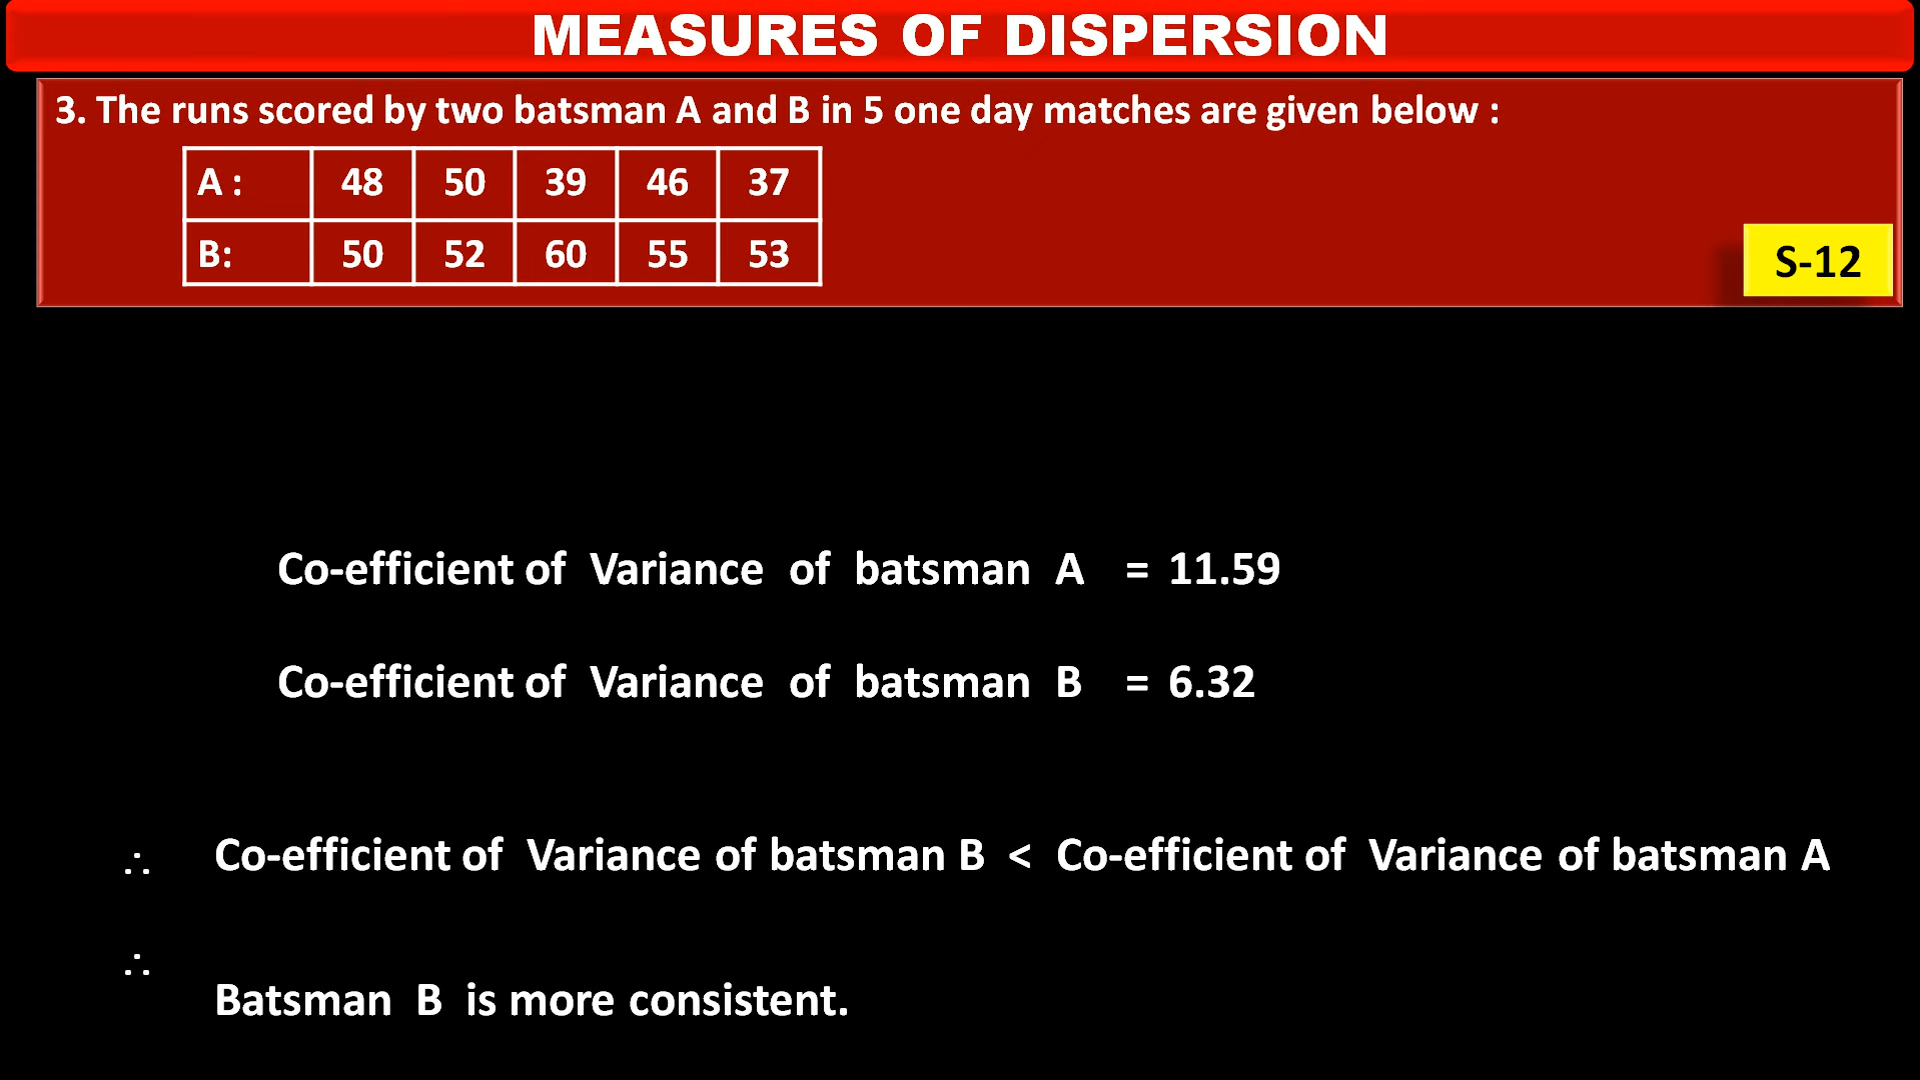 MEASURES OF DISPERSION
3. The runs scored by two batsman A and B in 5 one day matches are given below :
A : 48 50 39 46 37
B: 50 52 60 55 53
S-12
Co-efficient of Variance of batsman A = 11.59
Co-efficient of Variance of batsman B = 6.32
∴ Co-efficient of Variance of batsman B < Co-efficient of Variance of batsman A
∴
Batsman B is more consistent.